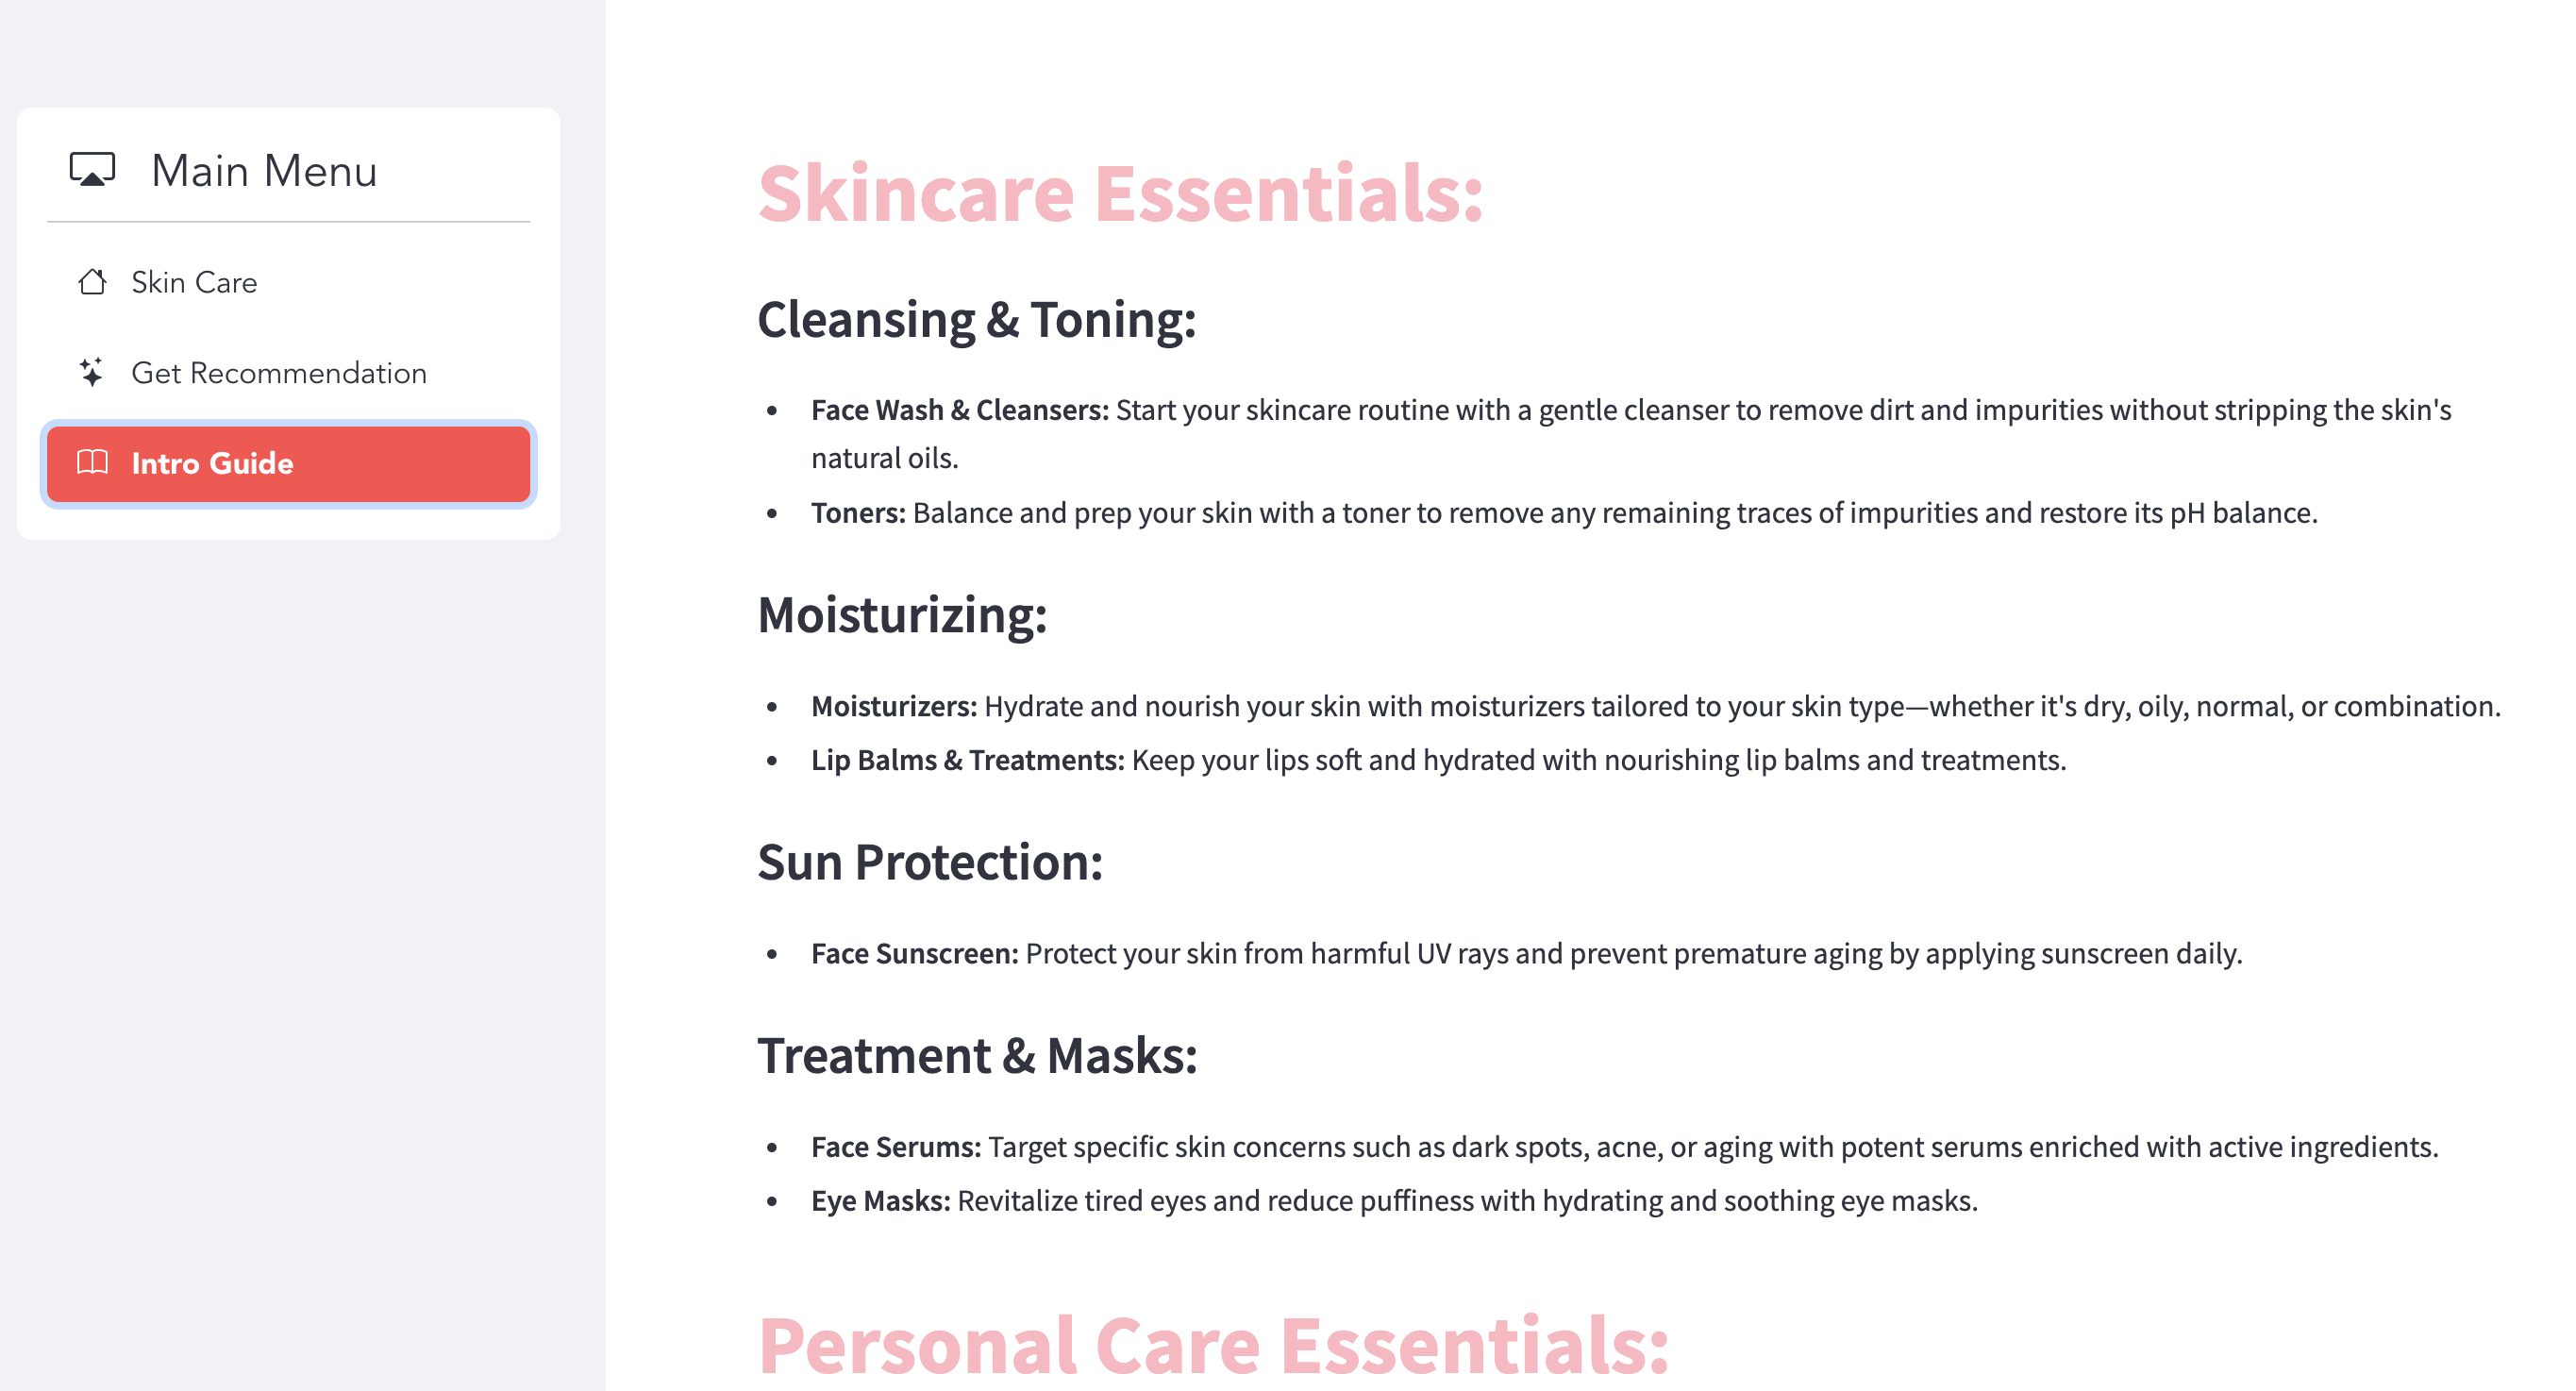 Main Menu
Skin Care
Get Recommendation
Intro Guide
Skincare Essentials:
Cleansing & Toning:
• Face Wash & Cleansers: Start your skincare routine with a gentle cleanser to remove dirt and impurities without stripping the skin's
natural oils.
• Toners: Balance and prep your skin with a toner to remove any remaining traces of impurities and restore its pH balance.
Moisturizing:
• Moisturizers: Hydrate and nourish your skin with moisturizers tailored to your skin type—whether it's dry, oily, normal, or combination.
• Lip Balms & Treatments: Keep your lips soft and hydrated with nourishing lip balms and treatments.
Sun Protection:
• Face Sunscreen: Protect your skin from harmful UV rays and prevent premature aging by applying sunscreen daily.
Treatment & Masks:
• Face Serums: Target specific skin concerns such as dark spots, acne, or aging with potent serums enriched with active ingredients.
• Eye Masks: Revitalize tired eyes and reduce puffiness with hydrating and soothing eye masks.
Personal Care Essentials: